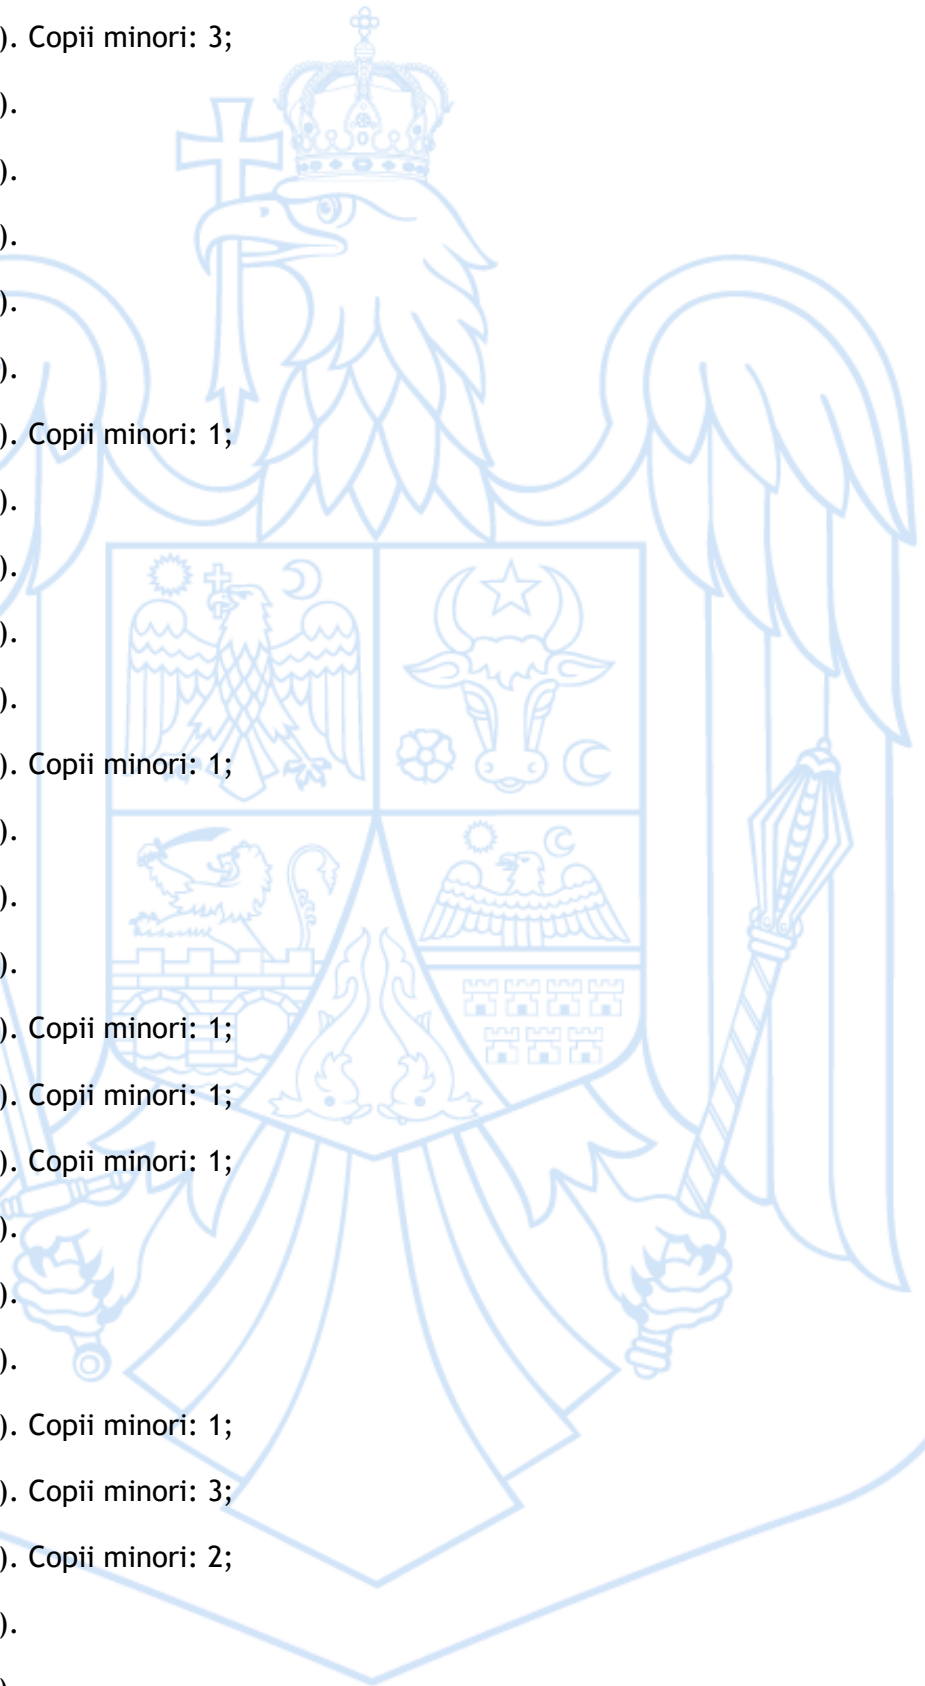 ). Copii minori: 3;
).
).
).
).
).
). Copii minori: 1;
).
).
).
).
). Copii minori: 1;
).
).
).
). Copii minori: 1;
). Copii minori: 1;
). Copii minori: 1;
).
).
).
). Copii minori: 1;
). Copii minori: 3;
). Copii minori: 2;
).
).